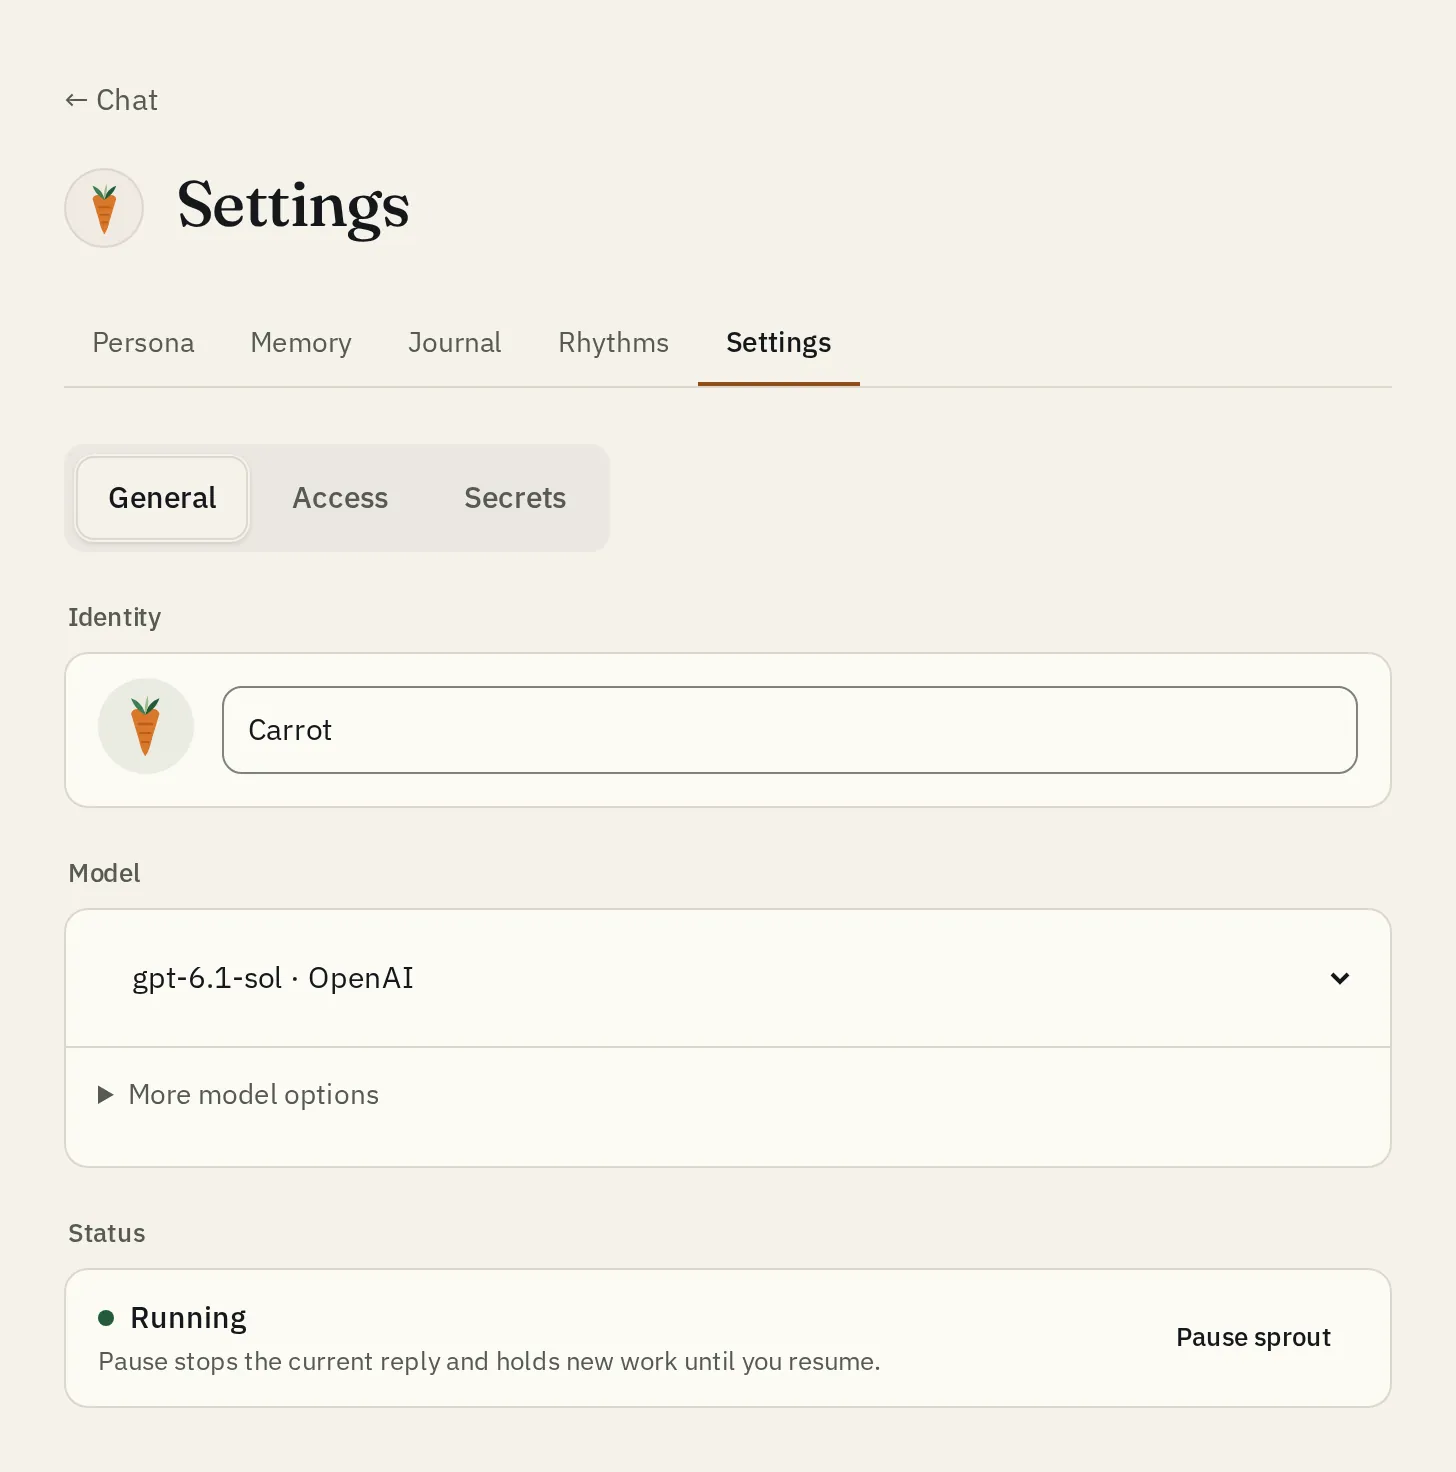 ← Chat
Settings
Persona Memory Journal Rhythms Settings
General Access Secrets
Identity
Carrot
Model
gpt-6.1-sol · OpenAI
More model options
Status
Running
Pause stops the current reply and holds new work until you resume.
Pause sprout